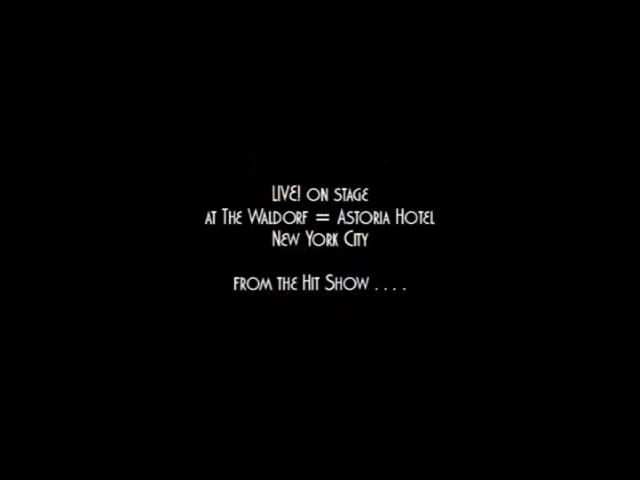 LIVE! ON STAGE
AT THE WALDORF = ASTORIA HOTEL
NEW YORK CITY
FROM THE HIT SHOW . . . .